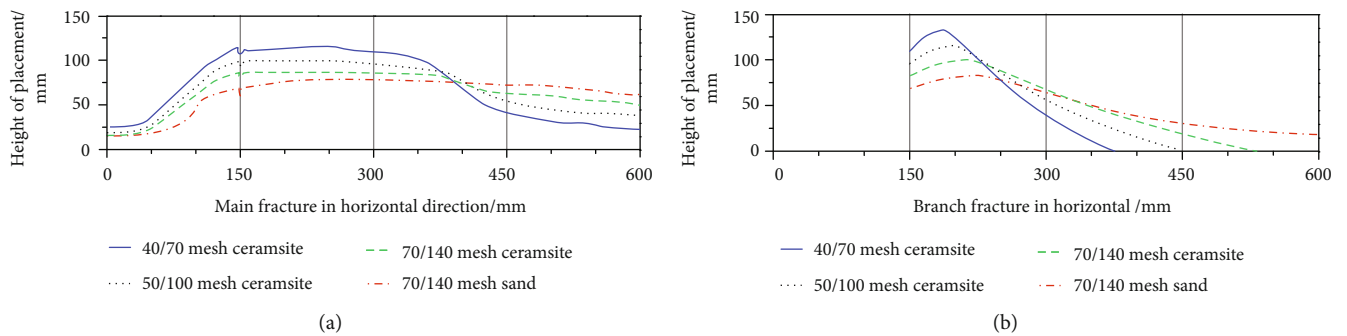 Height of placement/
mm
150
100
50
0
0
150
300
450
600
Main fracture in horizontal direction/mm
40/70 mesh ceramsite
70/140 mesh ceramsite
50/100 mesh ceramsite
70/140 mesh sand
(a)
Height of placement/
mm
150
100
50
0
0
150
300
450
600
Branch fracture in horizontal /mm
40/70 mesh ceramsite
70/140 mesh ceramsite
50/100 mesh ceramsite
70/140 mesh sand
(b)